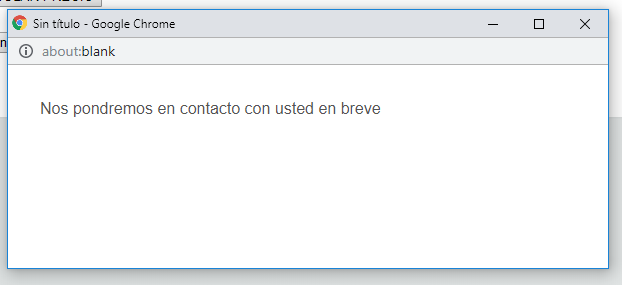 Sin título - Google Chrome
about:blank
Nos pondremos en contacto con usted en breve